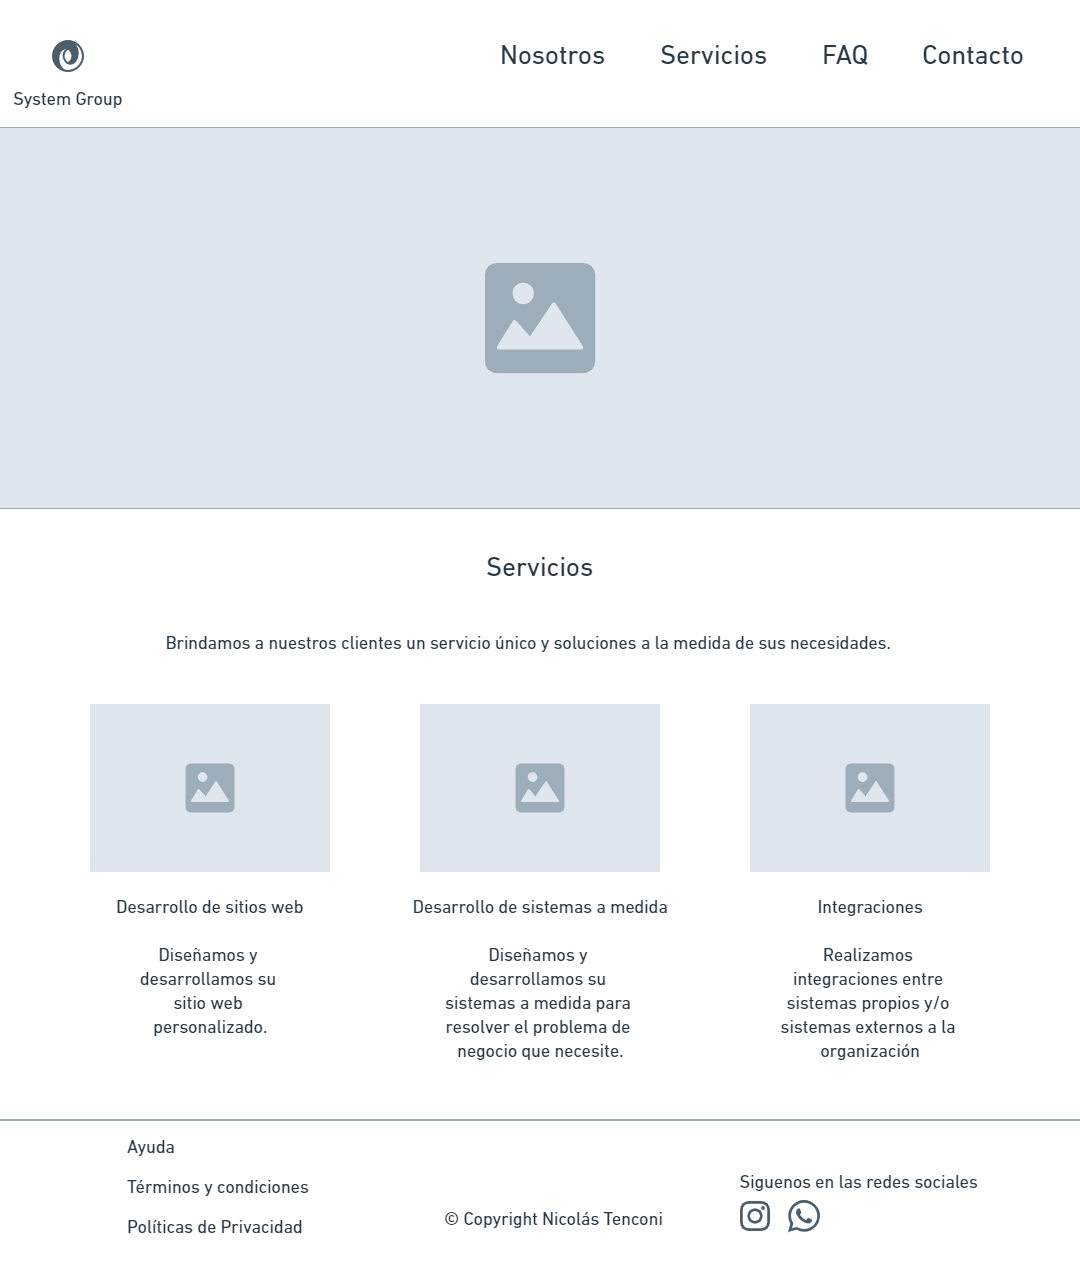 System Group
Nosotros Servicios FAQ Contacto
Servicios
Brindamos a nuestros clientes un servicio único y soluciones a la medida de sus necesidades.
Desarrollo de sitios web
Diseñamos y
desarrollamos su
sitio web
personalizado.
Desarrollo de sistemas a medida
Diseñamos y
desarrollamos su
sistemas a medida para
resolver el problema de
negocio que necesite.
Integraciones
Realizamos
integraciones entre
sistemas propios y/o
sistemas externos a la
organización
Ayuda
Términos y condiciones
Políticas de Privacidad
© Copyright Nicolás Tenconi
Siguenos en las redes sociales